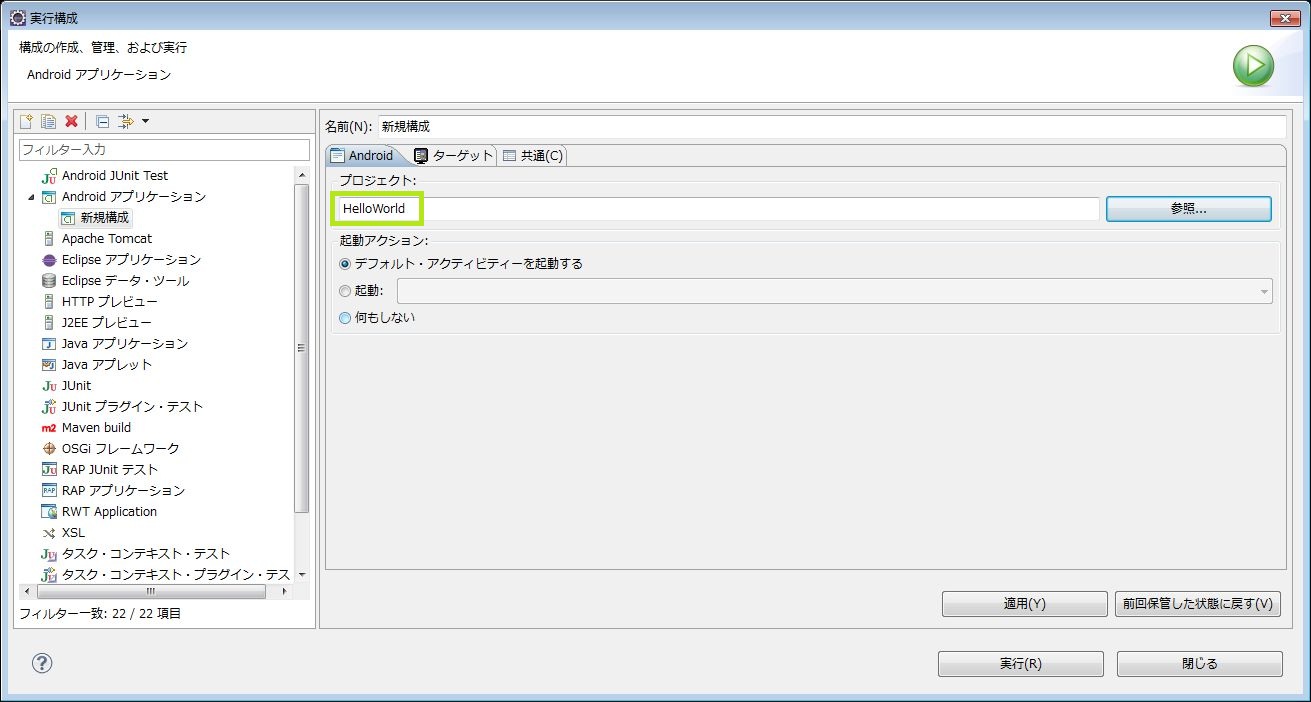 実行構成
構成の作成、管理、および実行
Android アプリケーション
フィルター入力
Android JUnit Test
Android アプリケーション
新規構成
Apache Tomcat
Eclipse アプリケーション
Eclipse データ・ツール
HTTP プレビュー
J2EE プレビュー
Java アプリケーション
Java アプレット
JUnit
JUnit プラグイン・テスト
Maven build
OSGi フレームワーク
RAP JUnit テスト
RAP アプリケーション
RWT Application
XSL
タスク・コンテキスト・テスト
タスク・コンテキスト・プラグイン・テス
フィルター一致: 22 / 22 項目
名前(N): 新規構成
Android ターゲット 共通(C)
プロジェクト:
HelloWorld 参照...
起動アクション:
デフォルト・アクティビティーを起動する
起動:
何もしない
適用(Y) 前回保管した状態に戻す(V)
実行(R) 閉じる